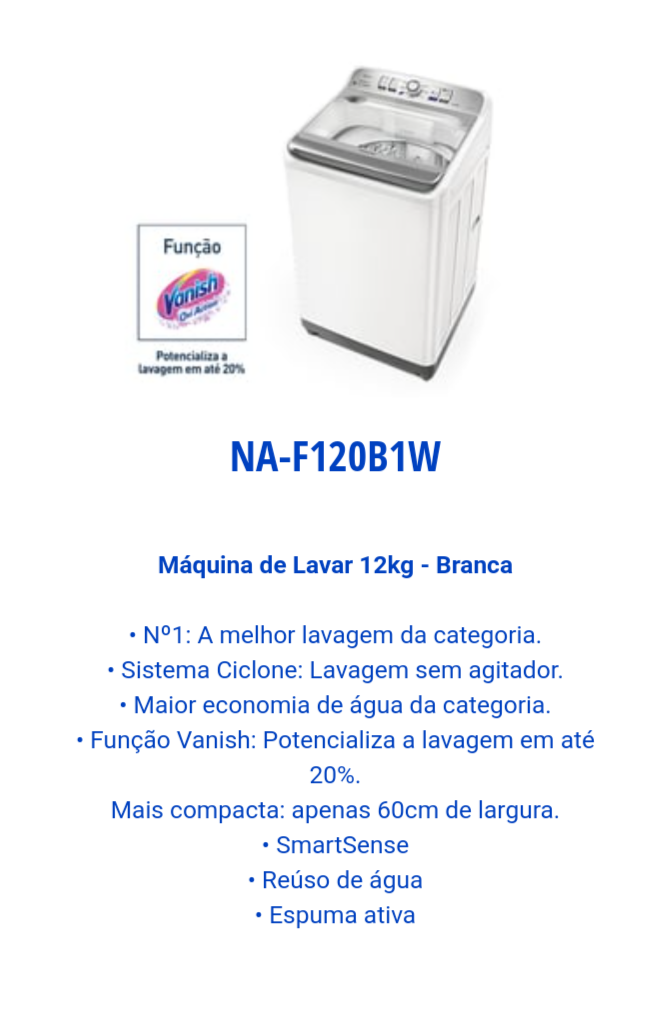 Função
Vanish
Oxi Action
Potencializa a
lavagem em até 20%
NA-F120B1W
Máquina de Lavar 12kg - Branca
• Nº1: A melhor lavagem da categoria.
• Sistema Ciclone: Lavagem sem agitador.
• Maior economia de água da categoria.
• Função Vanish: Potencializa a lavagem em até
20%.
Mais compacta: apenas 60cm de largura.
• SmartSense
• Reúso de água
• Espuma ativa